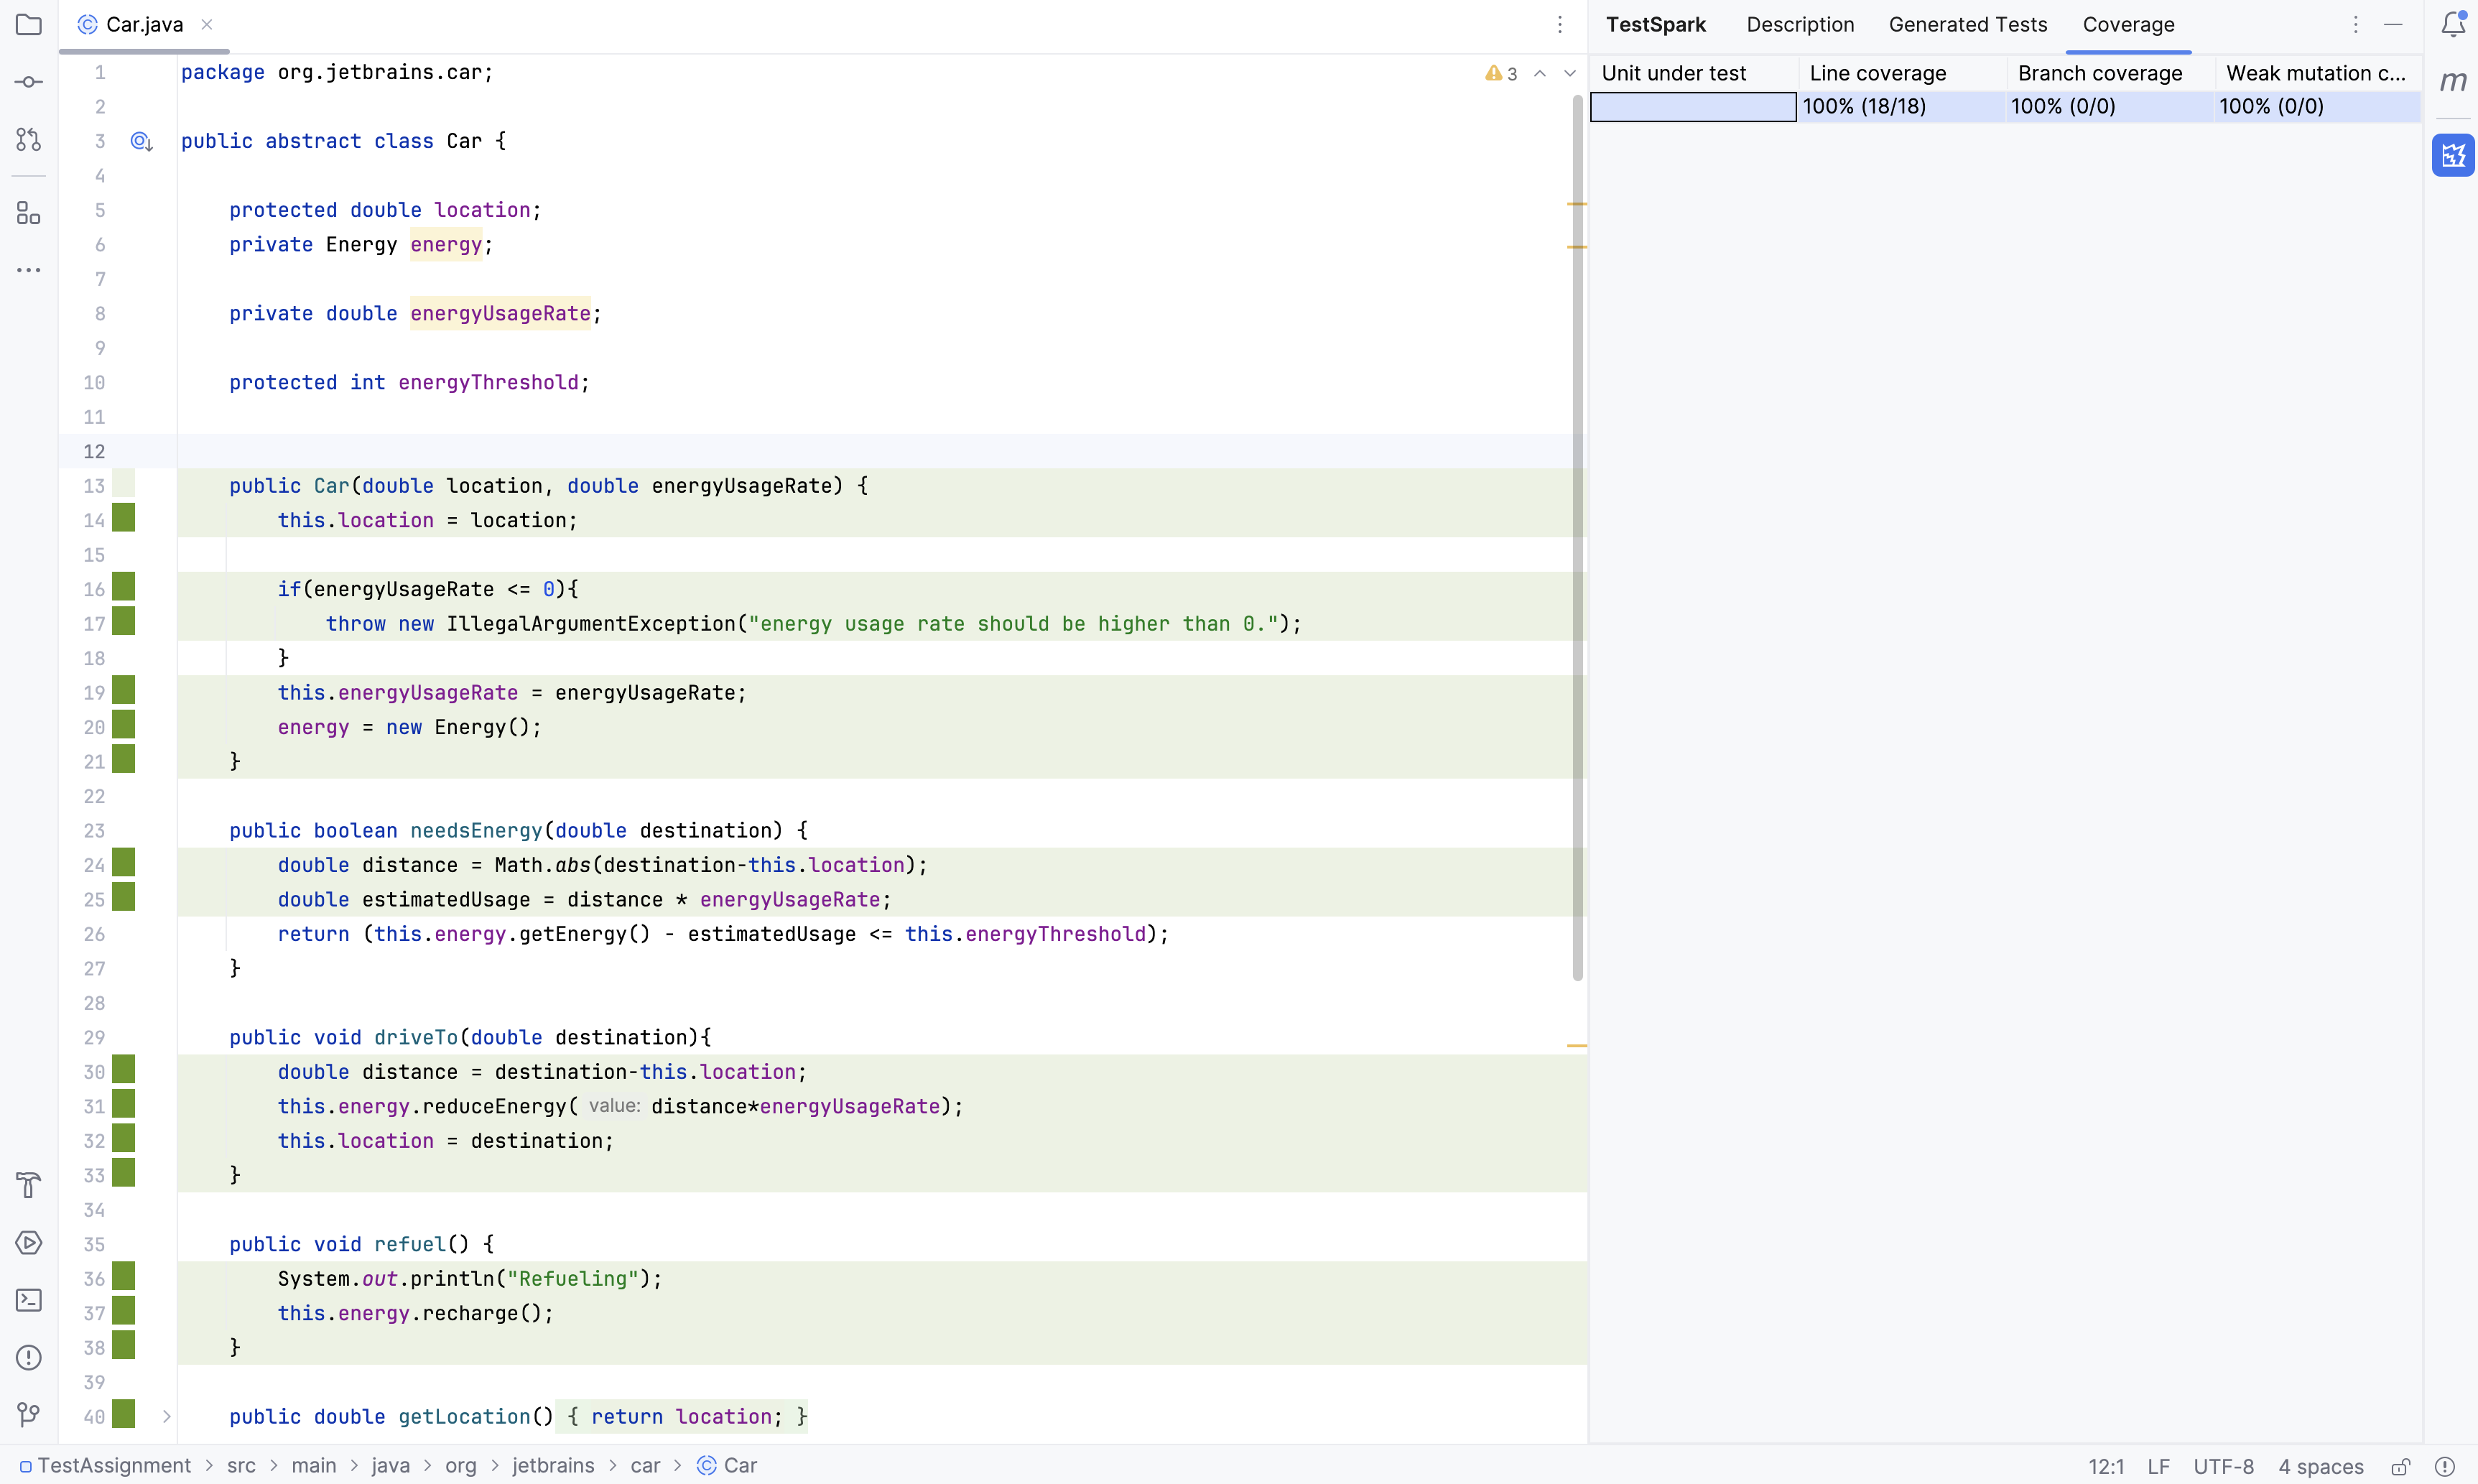 Car.java
TestSpark Description Generated Tests Coverage
Unit under test Line coverage Branch coverage Weak mutation c...
100% (18/18) 100% (0/0) 100% (0/0)
3
1 package org.jetbrains.car;
2
3 public abstract class Car {
4
5 protected double location;
6 private Energy energy;
7
8 private double energyUsageRate;
9
10 protected int energyThreshold;
11
12
13 public Car(double location, double energyUsageRate) {
14 this.location = location;
15
16 if(energyUsageRate <= 0){
17 throw new IllegalArgumentException("energy usage rate should be higher than 0.");
18 }
19 this.energyUsageRate = energyUsageRate;
20 energy = new Energy();
21 }
22
23 public boolean needsEnergy(double destination) {
24 double distance = Math.abs(destination-this.location);
25 double estimatedUsage = distance * energyUsageRate;
26 return (this.energy.getEnergy() - estimatedUsage <= this.energyThreshold);
27 }
28
29 public void driveTo(double destination){
30 double distance = destination-this.location;
31 this.energy.reduceEnergy( value: distance*energyUsageRate);
32 this.location = destination;
33 }
34
35 public void refuel() {
36 System.out.println("Refueling");
37 this.energy.recharge();
38 }
39
40 public double getLocation() { return location; }
TestAssignment > src > main > java > org > jetbrains > car > Car
12:1 LF UTF-8 4 spaces
m